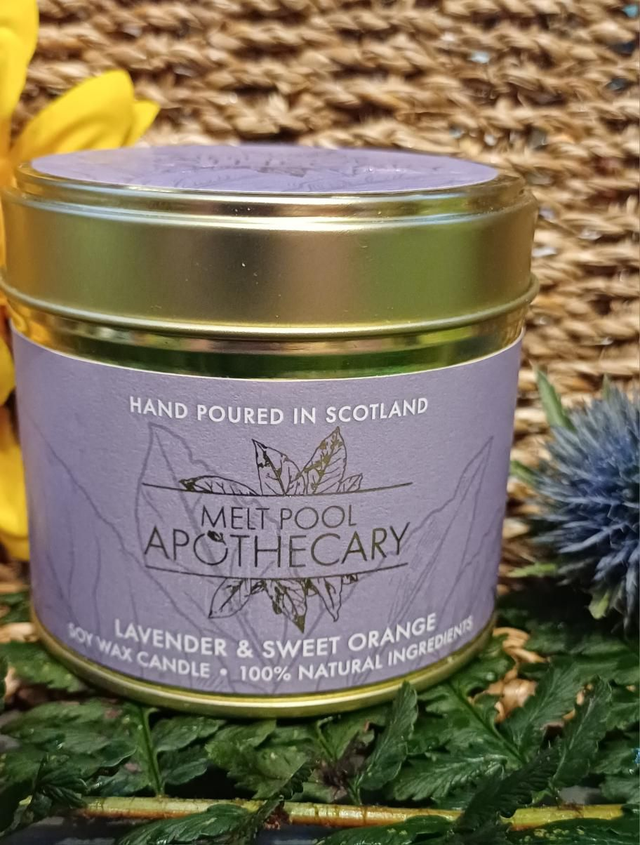 HAND POURED IN SCOTLAND
MELT POOL
APOTHECARY
LAVENDER & SWEET ORANGE
SOY WAX CANDLE • 100% NATURAL INGREDIENTS